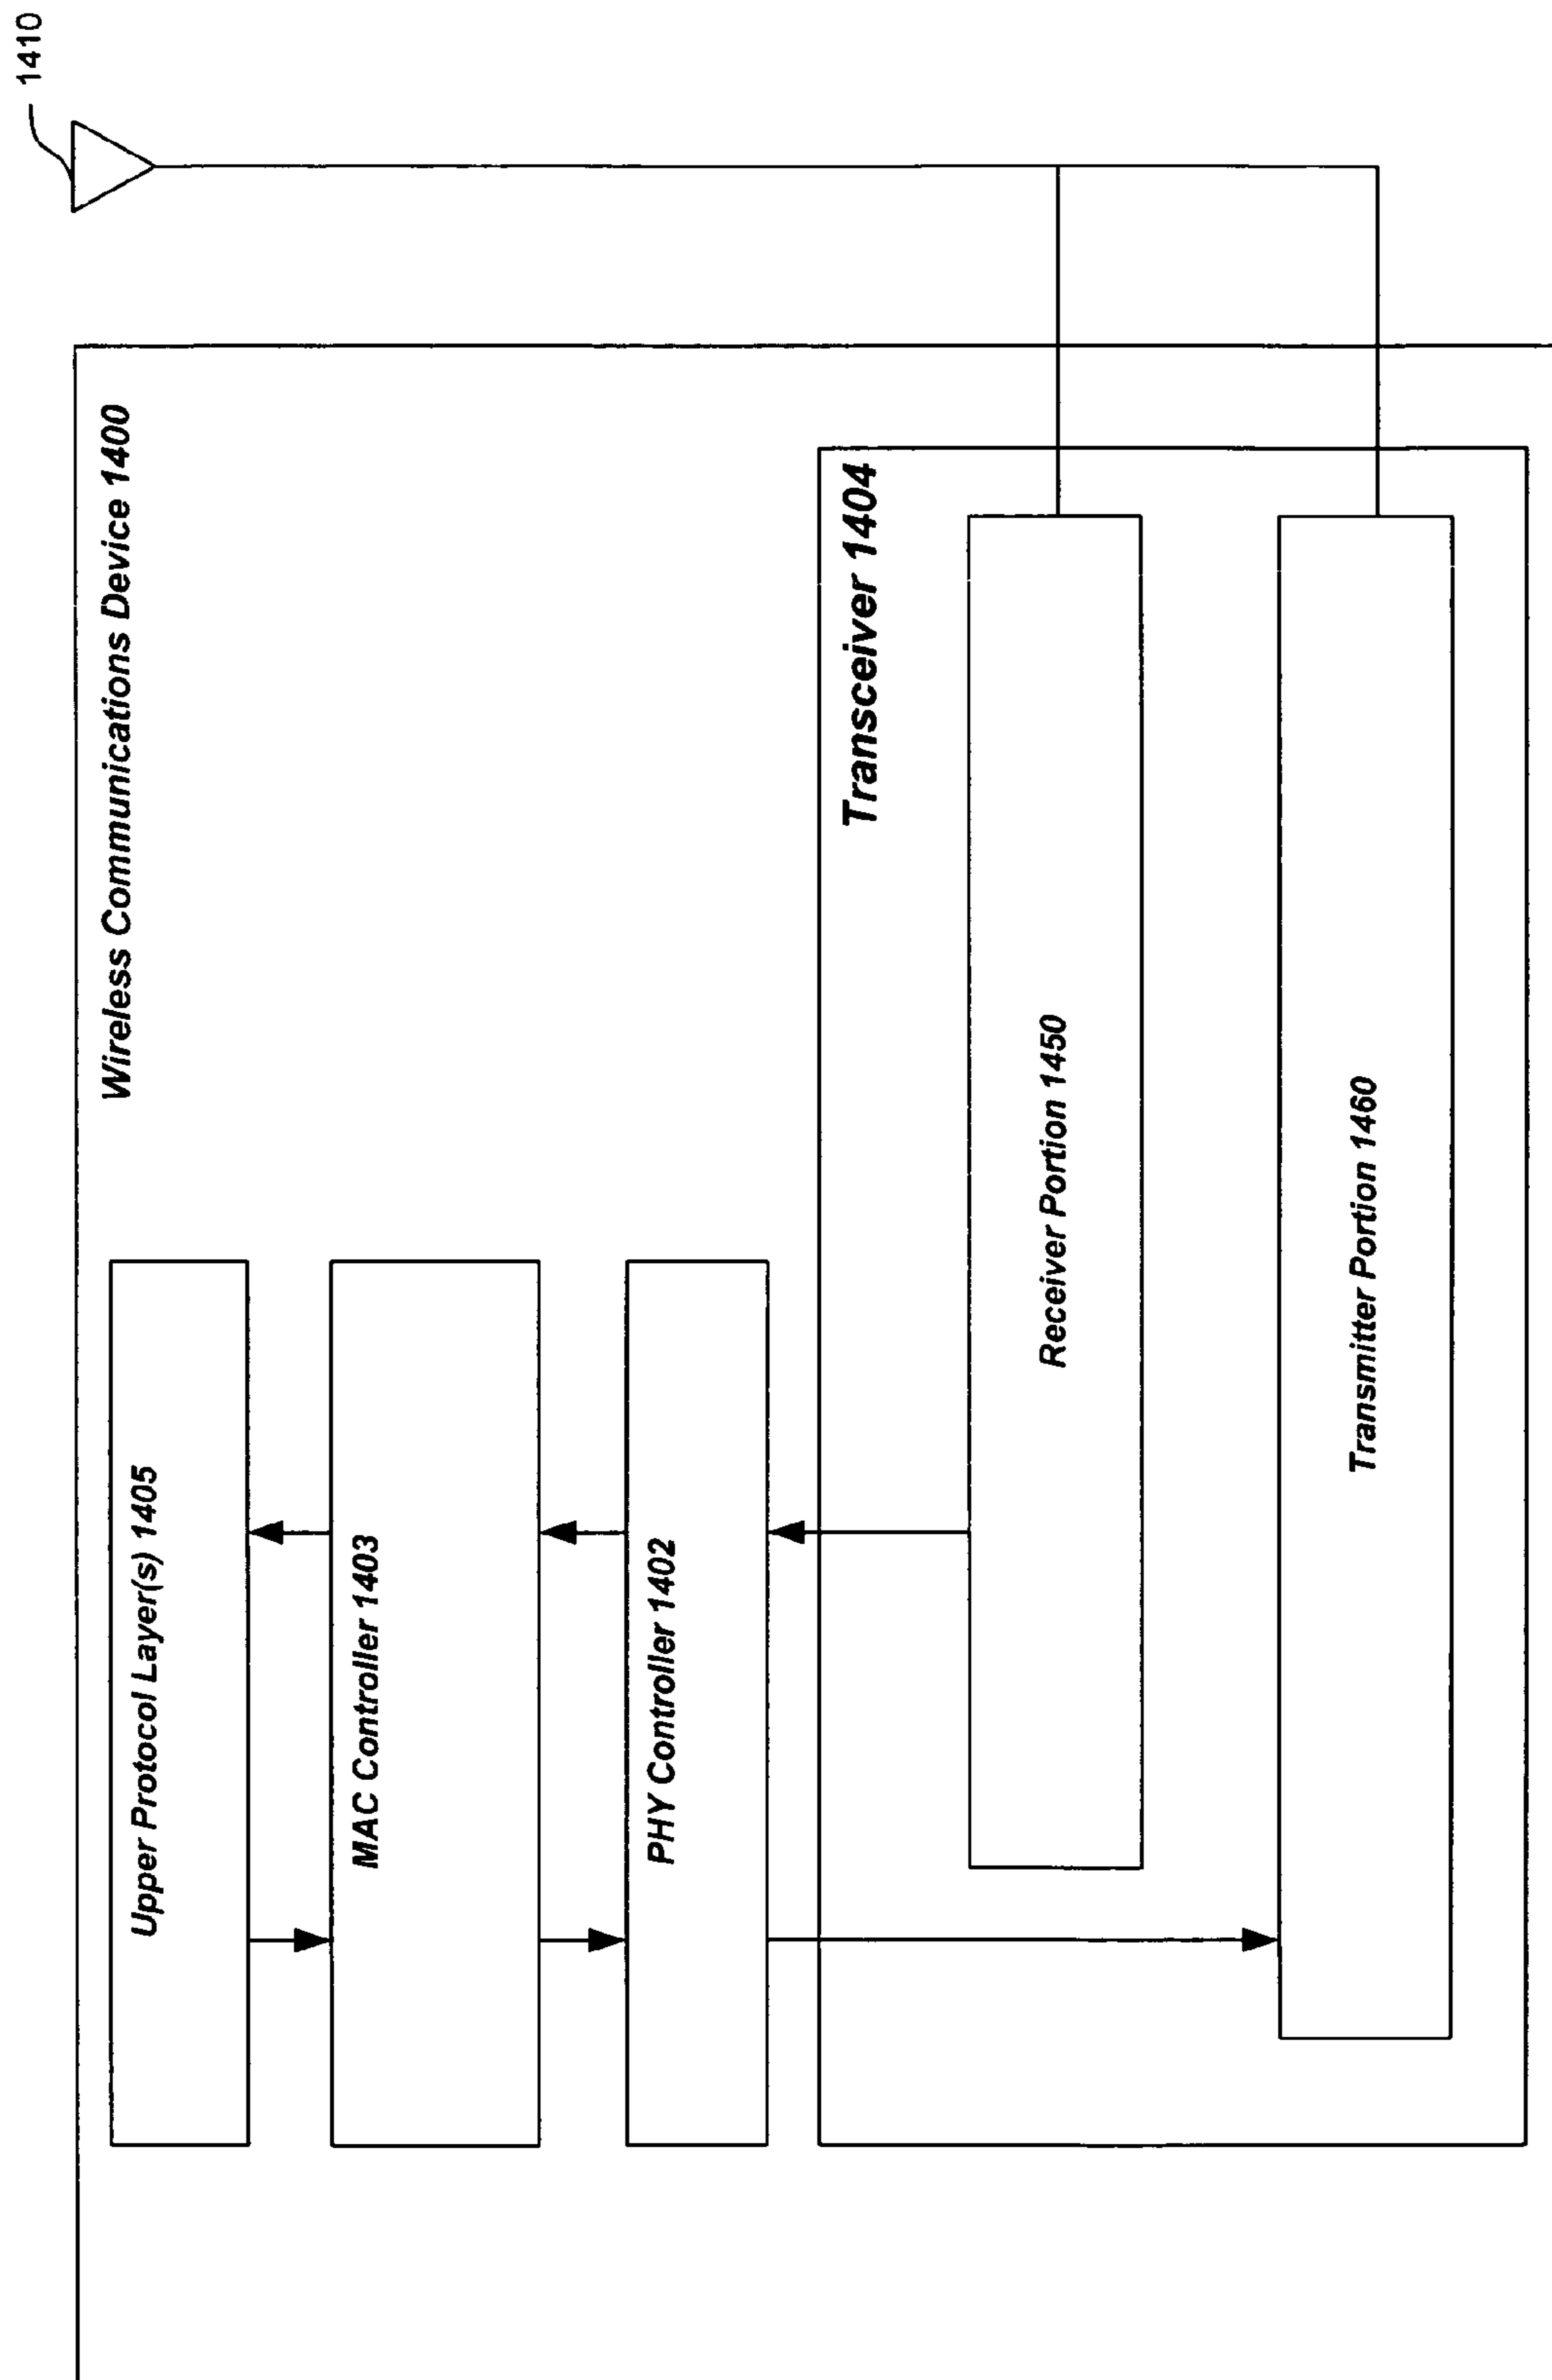 1410
Wireless Communications Device 1400
Upper Protocol Layer(s) 1405
MAC Controller 1403
PHY Controller 1402
Transceiver 1404
Receiver Portion 1450
Transmitter Portion 1460